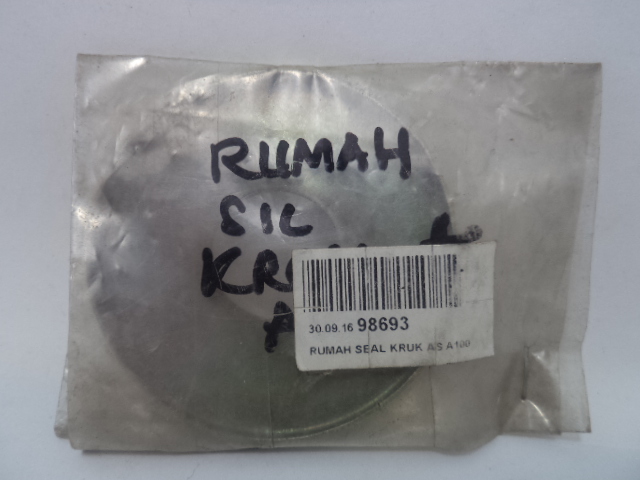 RUMAH
SIL
30.09.16 98693
RUMAH SEAL KRUK AS A100